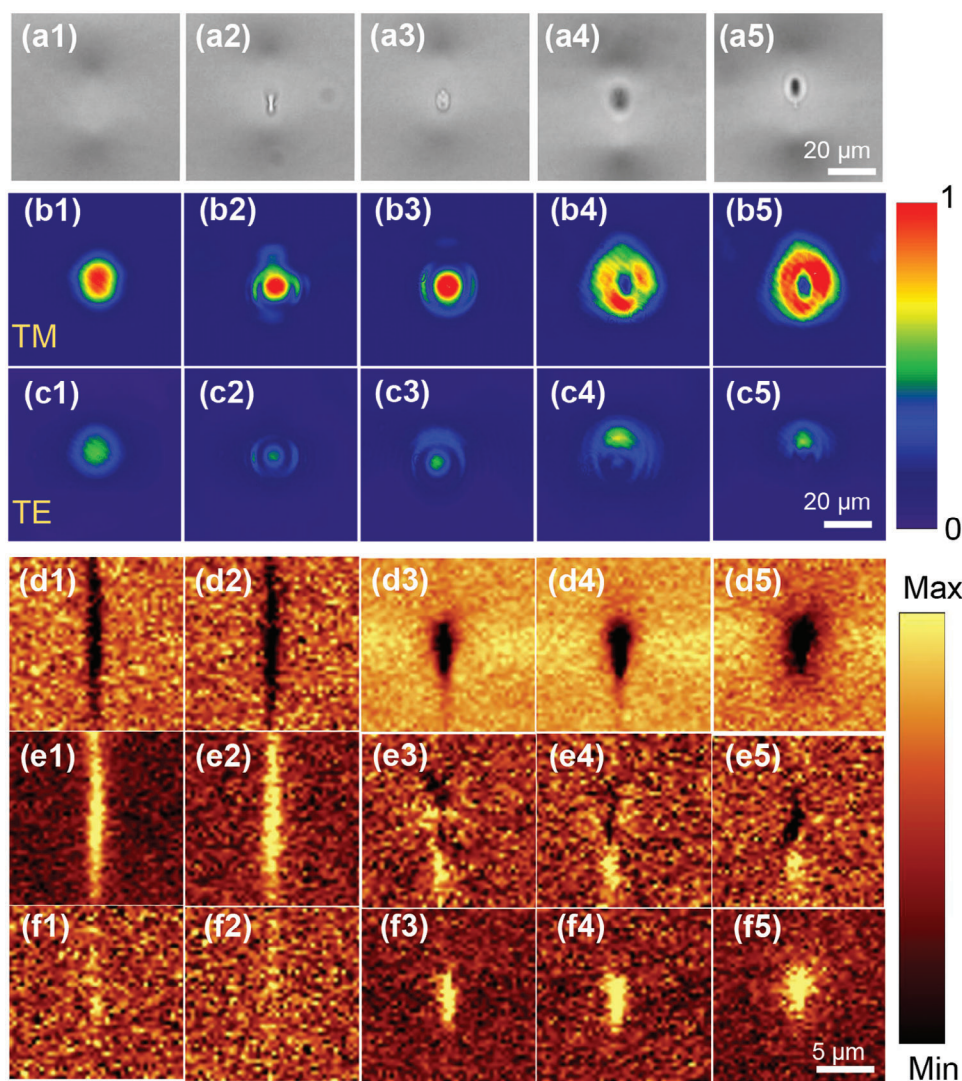 (a1) (a2) (a3) (a4) (a5)
20 µm
(b1) (b2) (b3) (b4) (b5) 1
TM
(c1) (c2) (c3) (c4) (c5)
TE
20 µm
0
(d1) (d2) (d3) (d4) (d5)
Max
(e1) (e2) (e3) (e4) (e5)
(f1) (f2) (f3) (f4) (f5)
5 µm
Min